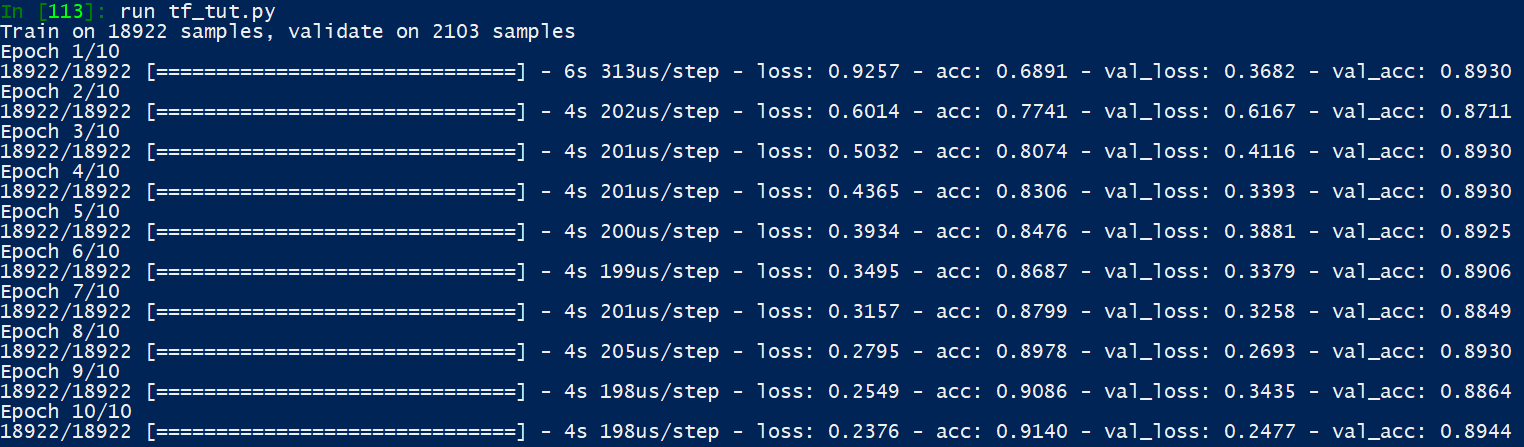 In [113]: run tf_tut.py
Train on 18922 samples, validate on 2103 samples
Epoch 1/10
18922/18922 [==============================] - 6s 313us/step - loss: 0.9257 - acc: 0.6891 - val_loss: 0.3682 - val_acc: 0.8930
Epoch 2/10
18922/18922 [==============================] - 4s 202us/step - loss: 0.6014 - acc: 0.7741 - val_loss: 0.6167 - val_acc: 0.8711
Epoch 3/10
18922/18922 [==============================] - 4s 201us/step - loss: 0.5032 - acc: 0.8074 - val_loss: 0.4116 - val_acc: 0.8930
Epoch 4/10
18922/18922 [==============================] - 4s 201us/step - loss: 0.4365 - acc: 0.8306 - val_loss: 0.3393 - val_acc: 0.8930
Epoch 5/10
18922/18922 [==============================] - 4s 200us/step - loss: 0.3934 - acc: 0.8476 - val_loss: 0.3881 - val_acc: 0.8925
Epoch 6/10
18922/18922 [==============================] - 4s 199us/step - loss: 0.3495 - acc: 0.8687 - val_loss: 0.3379 - val_acc: 0.8906
Epoch 7/10
18922/18922 [==============================] - 4s 201us/step - loss: 0.3157 - acc: 0.8799 - val_loss: 0.3258 - val_acc: 0.8849
Epoch 8/10
18922/18922 [==============================] - 4s 205us/step - loss: 0.2795 - acc: 0.8978 - val_loss: 0.2693 - val_acc: 0.8930
Epoch 9/10
18922/18922 [==============================] - 4s 198us/step - loss: 0.2549 - acc: 0.9086 - val_loss: 0.3435 - val_acc: 0.8864
Epoch 10/10
18922/18922 [==============================] - 4s 198us/step - loss: 0.2376 - acc: 0.9140 - val_loss: 0.2477 - val_acc: 0.8944